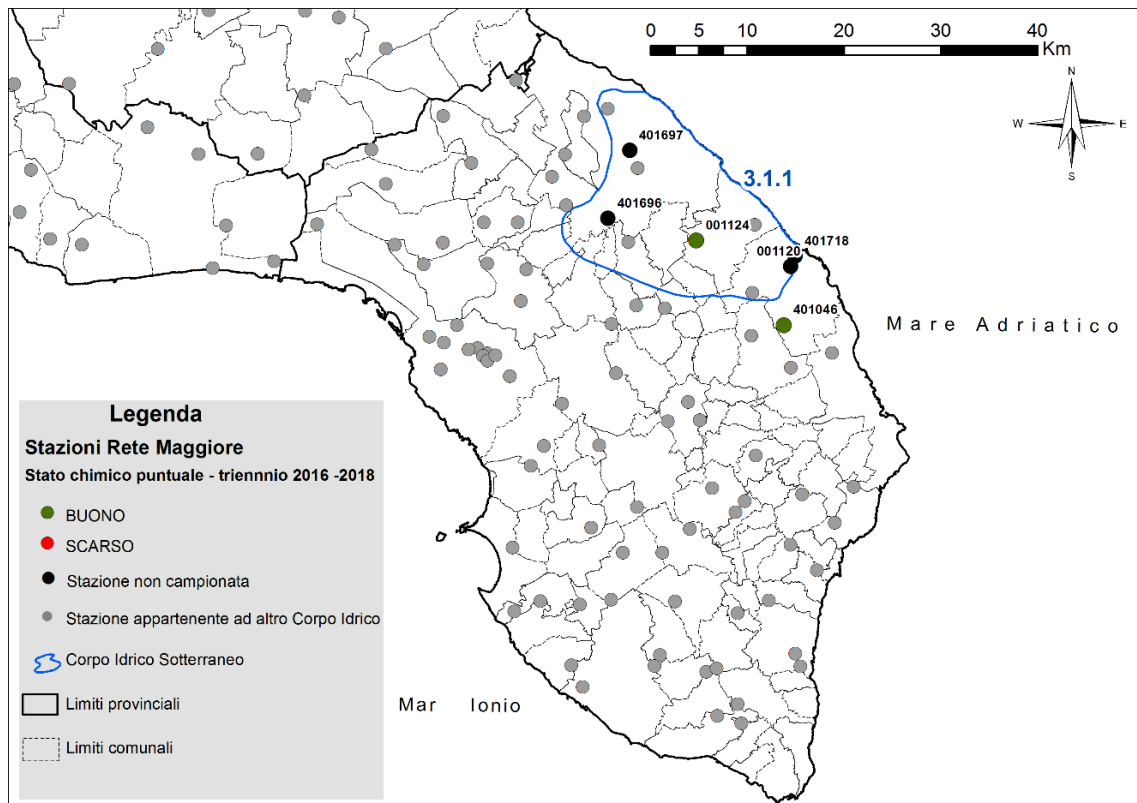 0 10 20 30 40
Km
N
W E
S
401697
3.1.1
401696
001124
401718
001120
401046
Mare Adriatico
Legenda
Stazioni Rete Maggiore
Stato chimico puntuale - triennnio 2016 -2018
BUONO
SCARSO
Stazione non campionata
Stazione appartenente ad altro Corpo Idrico
Corpo Idrico Sotterraneo
Limiti provinciali
Limiti comunali
Mar Ionio